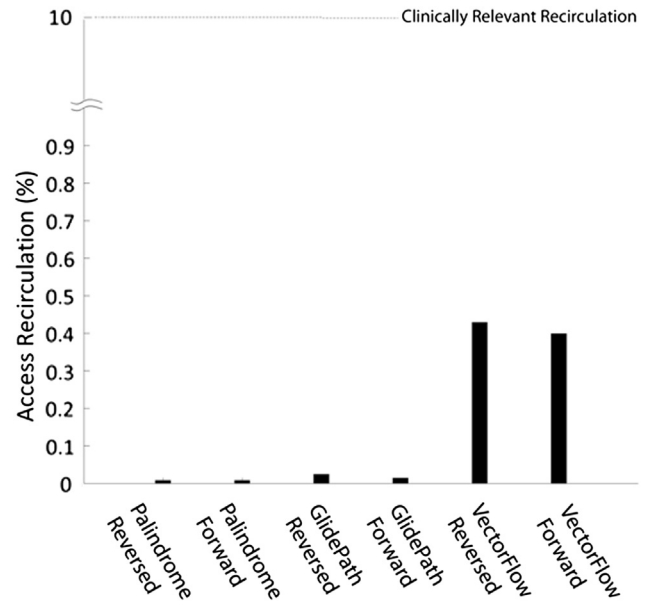 10
Clinically Relevant Recirculation
0.9
0.8
0.7
0.6
0.5
0.4
0.3
0.2
0.1
0
Access Recirculation (%)
Palindrome
Reversed
Palindrome
Forward
GlidePath
Reversed
GlidePath
Forward
VectorFlow
Reversed
VectorFlow
Forward